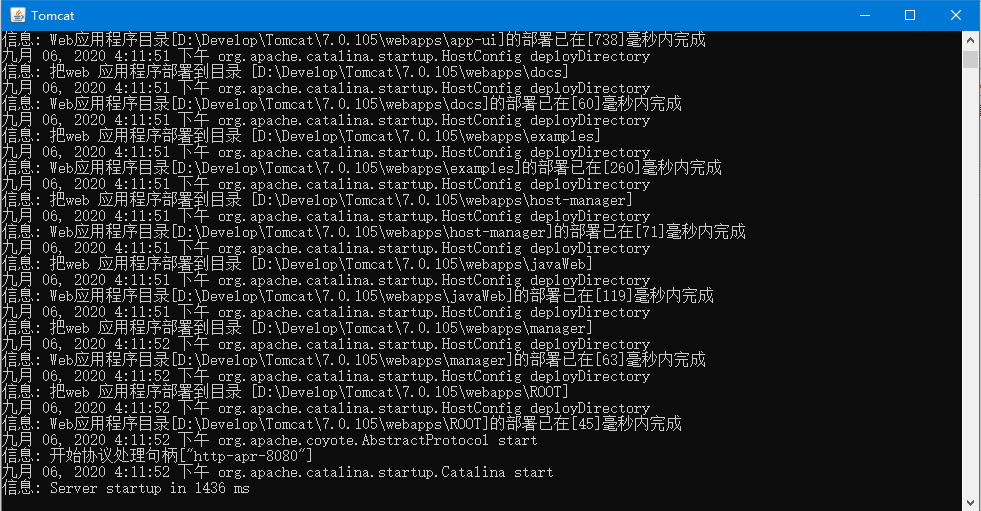 Tomcat
信息: Web应用程序目录[D:\Develop\Tomcat\7.0.105\webapps\app-ui]的部署已在[738]毫秒内完成
九月 06, 2020 4:11:51 下午 org.apache.catalina.startup.HostConfig deployDirectory
信息: 把web 应用程序部署到目录 [D:\Develop\Tomcat\7.0.105\webapps\docs]
九月 06, 2020 4:11:51 下午 org.apache.catalina.startup.HostConfig deployDirectory
信息: Web应用程序目录[D:\Develop\Tomcat\7.0.105\webapps\docs]的部署已在[60]毫秒内完成
九月 06, 2020 4:11:51 下午 org.apache.catalina.startup.HostConfig deployDirectory
信息: 把web 应用程序部署到目录 [D:\Develop\Tomcat\7.0.105\webapps\examples]
九月 06, 2020 4:11:51 下午 org.apache.catalina.startup.HostConfig deployDirectory
信息: Web应用程序目录[D:\Develop\Tomcat\7.0.105\webapps\examples]的部署已在[260]毫秒内完成
九月 06, 2020 4:11:51 下午 org.apache.catalina.startup.HostConfig deployDirectory
信息: 把web 应用程序部署到目录 [D:\Develop\Tomcat\7.0.105\webapps\host-manager]
九月 06, 2020 4:11:51 下午 org.apache.catalina.startup.HostConfig deployDirectory
信息: Web应用程序目录[D:\Develop\Tomcat\7.0.105\webapps\host-manager]的部署已在[71]毫秒内完成
九月 06, 2020 4:11:51 下午 org.apache.catalina.startup.HostConfig deployDirectory
信息: 把web 应用程序部署到目录 [D:\Develop\Tomcat\7.0.105\webapps\javaWeb]
九月 06, 2020 4:11:51 下午 org.apache.catalina.startup.HostConfig deployDirectory
信息: Web应用程序目录[D:\Develop\Tomcat\7.0.105\webapps\javaWeb]的部署已在[119]毫秒内完成
九月 06, 2020 4:11:51 下午 org.apache.catalina.startup.HostConfig deployDirectory
信息: 把web 应用程序部署到目录 [D:\Develop\Tomcat\7.0.105\webapps\manager]
九月 06, 2020 4:11:52 下午 org.apache.catalina.startup.HostConfig deployDirectory
信息: Web应用程序目录[D:\Develop\Tomcat\7.0.105\webapps\manager]的部署已在[63]毫秒内完成
九月 06, 2020 4:11:52 下午 org.apache.catalina.startup.HostConfig deployDirectory
信息: 把web 应用程序部署到目录 [D:\Develop\Tomcat\7.0.105\webapps\ROOT]
九月 06, 2020 4:11:52 下午 org.apache.catalina.startup.HostConfig deployDirectory
信息: Web应用程序目录[D:\Develop\Tomcat\7.0.105\webapps\ROOT]的部署已在[45]毫秒内完成
九月 06, 2020 4:11:52 下午 org.apache.coyote.AbstractProtocol start
信息: 开始协议处理句柄["http-apr-8080"]
九月 06, 2020 4:11:52 下午 org.apache.catalina.startup.Catalina start
信息: Server startup in 1436 ms